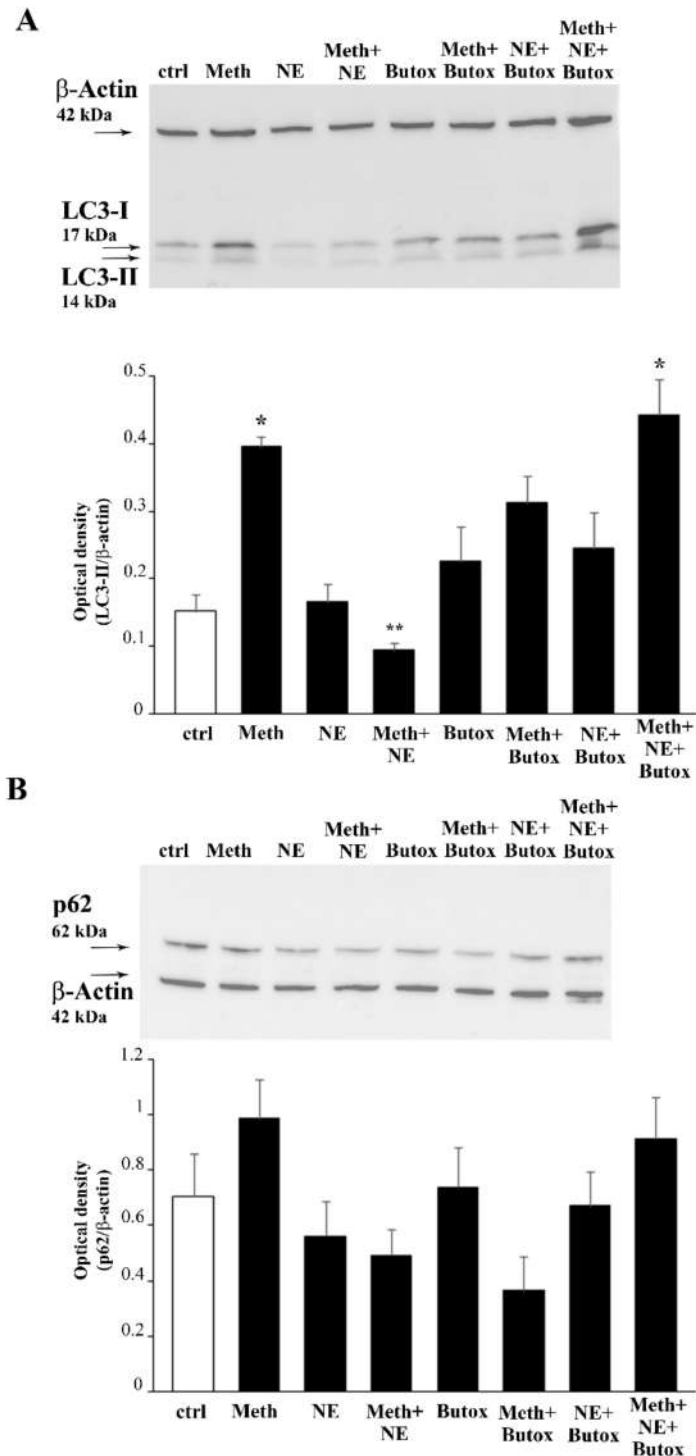 A
ctrl Meth NE Meth+ NE Butox Meth+ Butox NE+ Butox Meth+ NE+ Butox
β-Actin
42 kDa
LC3-I
17 kDa
LC3-II
14 kDa
Optical density
(LC3-II/β-actin)
0.5
0.4
0.3
0.2
0.1
0
*
**
*
ctrl Meth NE Meth+ NE Butox Meth+ Butox NE+ Butox Meth+ NE+ Butox
B
ctrl Meth NE Meth+ NE Butox Meth+ Butox NE+ Butox Meth+ NE+ Butox
p62
62 kDa
β-Actin
42 kDa
Optical density
(p62/β-actin)
1.2
1
0.8
0.6
0.4
0.2
0
ctrl Meth NE Meth+ NE Butox Meth+ Butox NE+ Butox Meth+ NE+ Butox